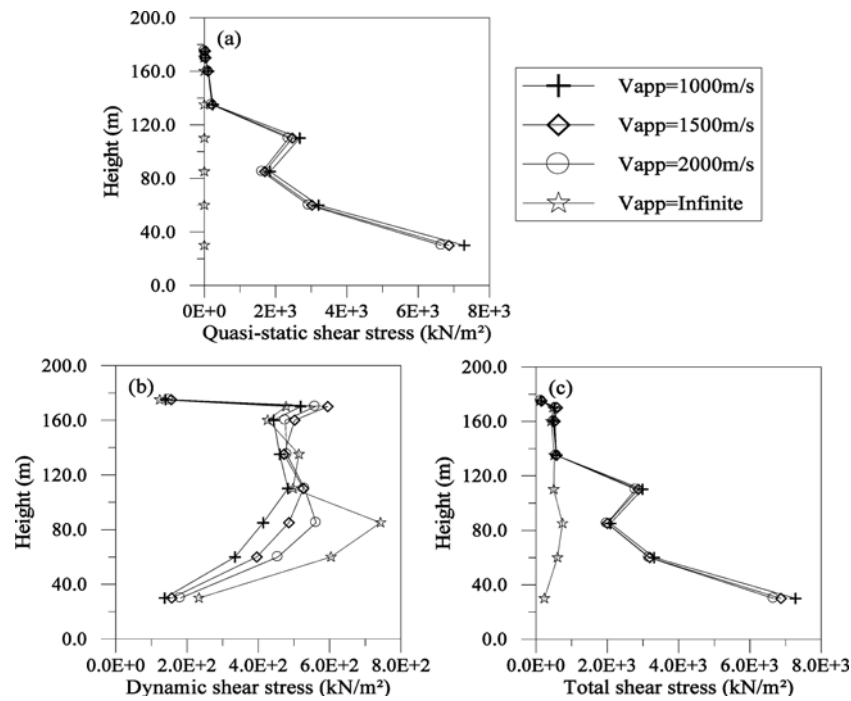 200.0
(a)
160.0
120.0
80.0
40.0
0.0
Height (m)
0E+0 2E+3 4E+3 6E+3 8E+3
Quasi-static shear stress (kN/m²)
Vapp=1000m/s
Vapp=1500m/s
Vapp=2000m/s
Vapp=Infinite
200.0
(b)
160.0
120.0
80.0
40.0
0.0
Height (m)
0.0E+0 2.0E+2 4.0E+2 6.0E+2 8.0E+2
Dynamic shear stress (kN/m²)
200.0
(c)
160.0
120.0
80.0
40.0
0.0
Height (m)
0.0E+0 2.0E+3 4.0E+3 6.0E+3 8.0E+3
Total shear stress (kN/m²)